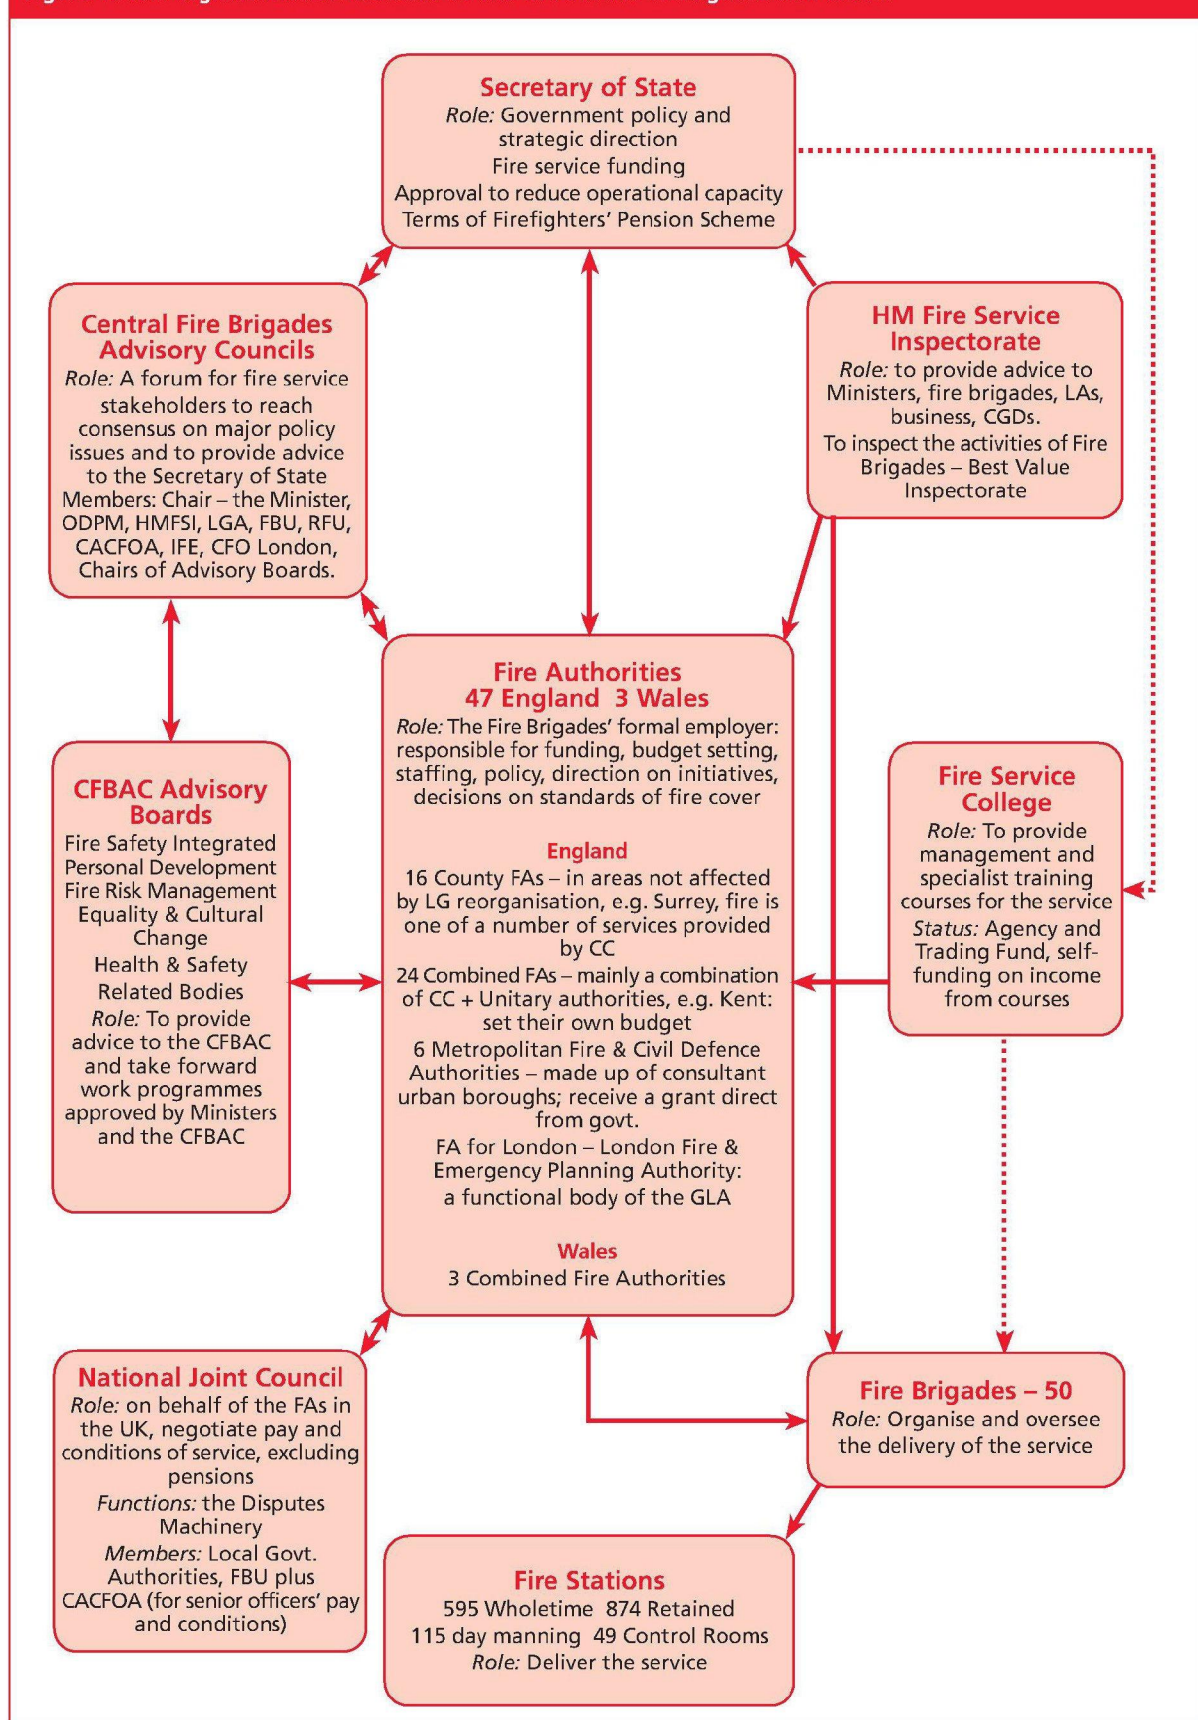 Secretary of State
Role: Government policy and
strategic direction
Fire service funding
Approval to reduce operational capacity
Terms of Firefighters’ Pension Scheme
Central Fire Brigades
Advisory Councils
Role: A forum for fire service
stakeholders to reach
consensus on major policy
issues and to provide advice
to the Secretary of State
Members: Chair – the Minister,
ODPM, HMFSI, LGA, FBU, RFU,
CACFOA, IFE, CFO London,
Chairs of Advisory Boards.
HM Fire Service
Inspectorate
Role: to provide advice to
Ministers, fire brigades, LAs,
business, CGDs.
To inspect the activities of Fire
Brigades – Best Value
Inspectorate
Fire Authorities
47 England 3 Wales
Role: The Fire Brigades’ formal employer:
responsible for funding, budget setting,
staffing, policy, direction on initiatives,
decisions on standards of fire cover
England
16 County FAs – in areas not affected
by LG reorganisation, e.g. Surrey, fire is
one of a number of services provided
by CC
24 Combined FAs – mainly a combination
of CC + Unitary authorities, e.g. Kent:
set their own budget
6 Metropolitan Fire & Civil Defence
Authorities – made up of consultant
urban boroughs; receive a grant direct
from govt.
FA for London – London Fire &
Emergency Planning Authority:
a functional body of the GLA
Wales
3 Combined Fire Authorities
CFBAC Advisory
Boards
Fire Safety Integrated
Personal Development
Fire Risk Management
Equality & Cultural
Change
Health & Safety
Related Bodies
Role: To provide
advice to the CFBAC
and take forward
work programmes
approved by Ministers
and the CFBAC
Fire Service
College
Role: To provide
management and
specialist training
courses for the service
Status: Agency and
Trading Fund, self-
funding on income
from courses
National Joint Council
Role: on behalf of the FAs in
the UK, negotiate pay and
conditions of service, excluding
pensions
Functions: the Disputes
Machinery
Members: Local Govt.
Authorities, FBU plus
CACFOA (for senior officers’ pay
and conditions)
Fire Brigades – 50
Role: Organise and oversee
the delivery of the service
Fire Stations
595 Wholetime 874 Retained
115 day manning 49 Control Rooms
Role: Deliver the service